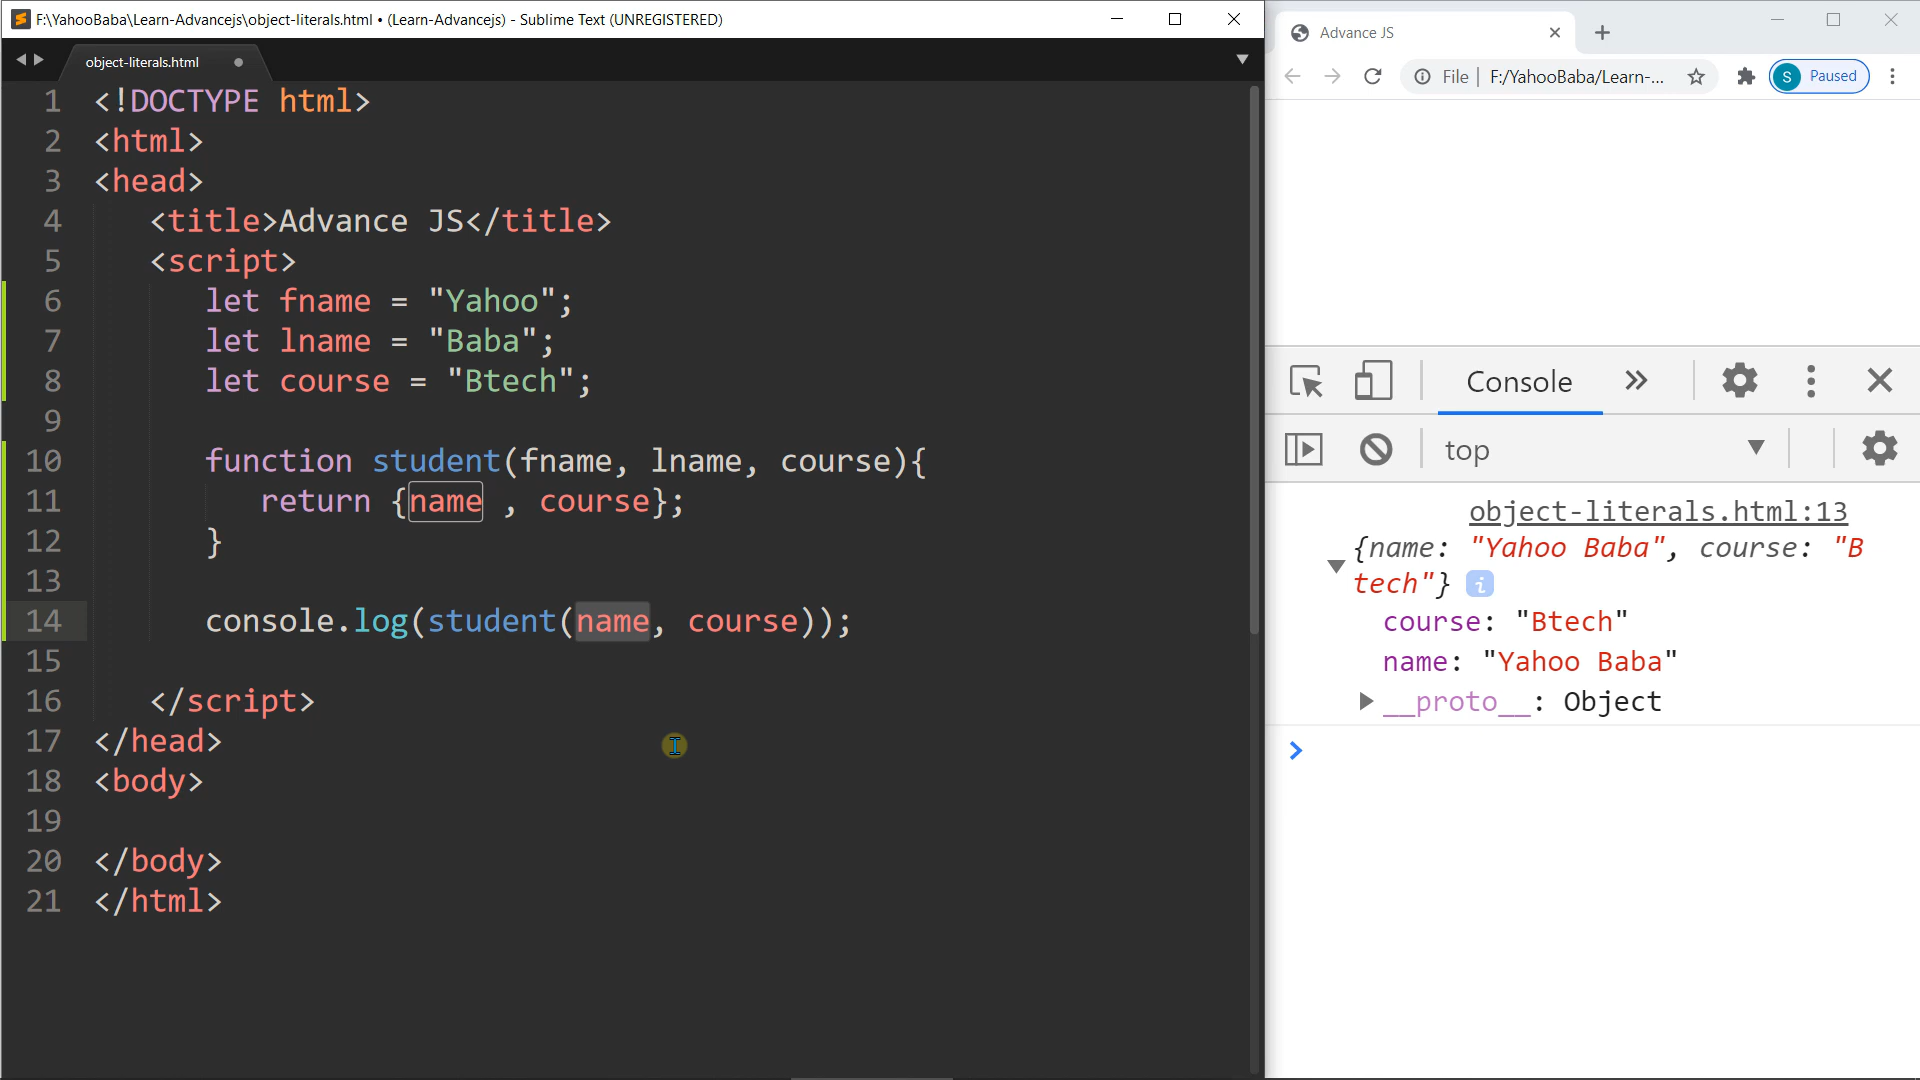 F:\YahooBaba\Learn-Advancejs\object-literals.html • (Learn-Advancejs) - Sublime Text (UNREGISTERED)
object-literals.html
1 <!DOCTYPE html>
2 <html>
3 <head>
4 <title>Advance JS</title>
5 <script>
6 let fname = "Yahoo";
7 let lname = "Baba";
8 let course = "Btech";
9
10 function student(fname, lname, course){
11 return {name , course};
12 }
13
14 console.log(student(name, course));
15
16 </script>
17 </head>
18 <body>
19
20 </body>
21 </html>
Advance JS
File F:/YahooBaba/Learn-... S Paused
Console
top
object-literals.html:13
{name: "Yahoo Baba", course: "B
tech"} i
course: "Btech"
name: "Yahoo Baba"
__proto__: Object